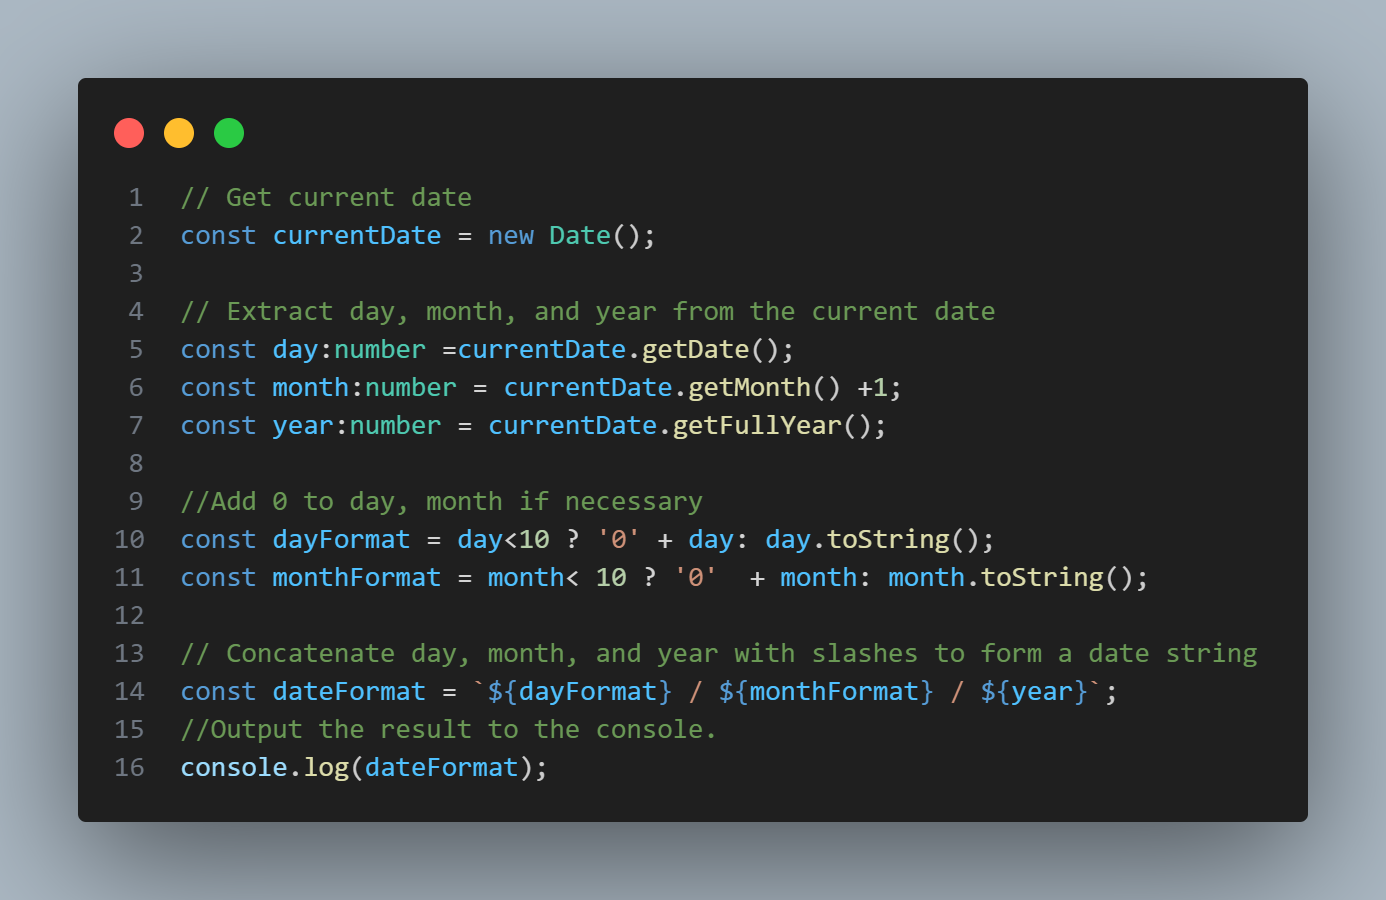 1 // Get current date
2 const currentDate = new Date();
3
4 // Extract day, month, and year from the current date
5 const day:number =currentDate.getDate();
6 const month:number = currentDate.getMonth() +1;
7 const year:number = currentDate.getFullYear();
8
9 //Add 0 to day, month if necessary
10 const dayFormat = day<10 ? '0' + day: day.toString();
11 const monthFormat = month< 10 ? '0'  + month: month.toString();
12
13 // Concatenate day, month, and year with slashes to form a date string
14 const dateFormat = `${dayFormat} / ${monthFormat} / ${year}`;
15 //Output the result to the console.
16 console.log(dateFormat);